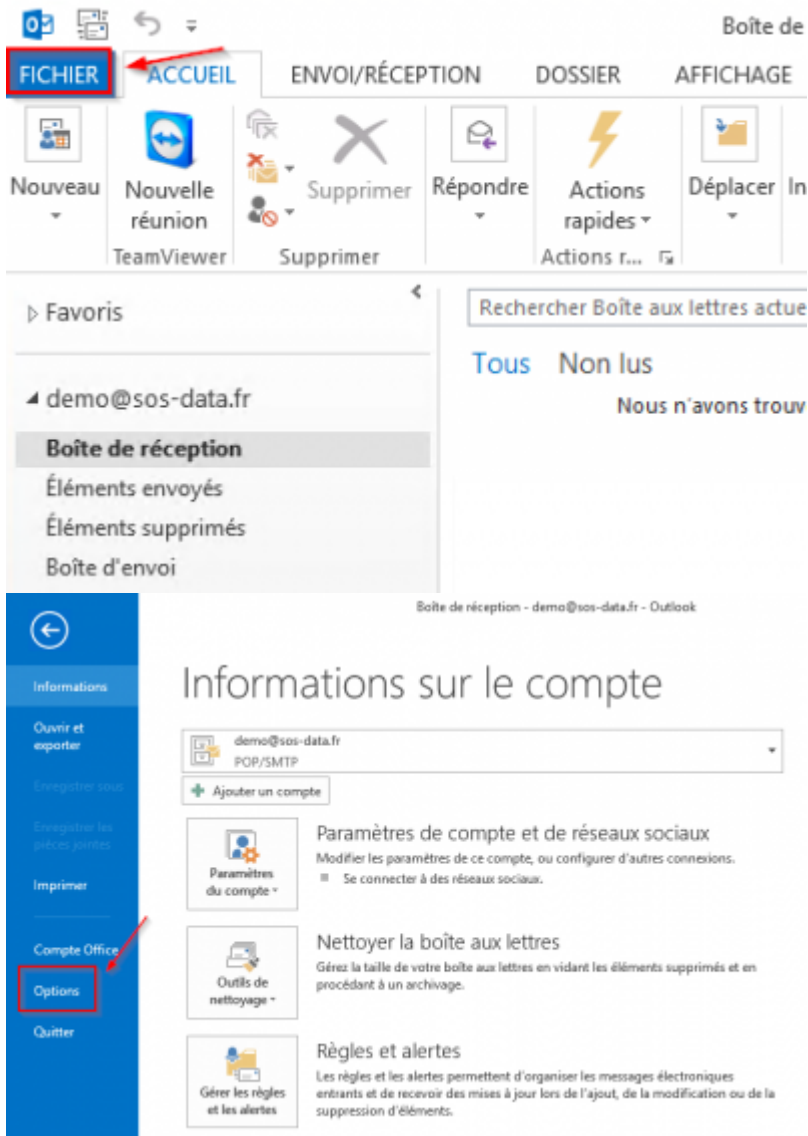 Boîte de
FICHIER ACCUEIL ENVOI/RÉCEPTION DOSSIER AFFICHAGE
Nouveau
Nouvelle réunion
Supprimer
Répondre
Actions rapides
Déplacer
In
TeamViewer
Supprimer
Actions r...
Favoris
Rechercher Boîte aux lettres actue
Tous Non lus
Nous n'avons trouv
demo@sos-data.fr
Boîte de réception
Éléments envoyés
Éléments supprimés
Boîte d'envoi
Boîte de réception - demo@sos-data.fr - Outlook
Informations
Ouvrir et
exporter
Enregistrer sous
Enregistrer les
pièces jointes
Imprimer
Compte Office
Options
Quitter
Informations sur le compte
demo@sos-data.fr
POP/SMTP
Ajouter un compte
Paramètres
du compte
Paramètres de compte et de réseaux sociaux
Modifier les paramètres de ce compte, ou configurer d'autres connexions.
Se connecter à des réseaux sociaux.
Outils de
nettoyage
Nettoyer la boîte aux lettres
Gérez la taille de votre boîte aux lettres en vidant les éléments supprimés et en
procédant à un archivage.
Gérer les règles
et les alertes
Règles et alertes
Les règles et les alertes permettent d'organiser les messages électroniques
entrants et de recevoir des mises à jour lors de l'ajout, de la modification ou de la
suppression d'éléments.